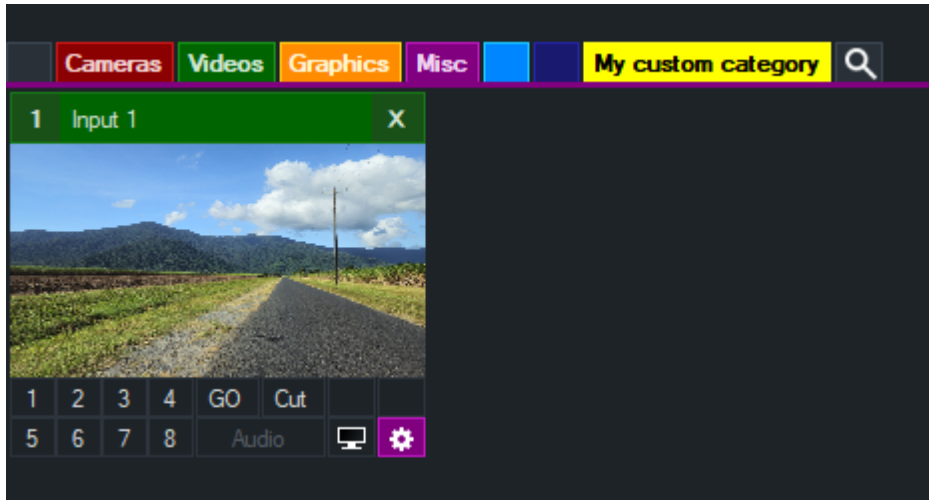 Cameras Videos Graphics Misc My custom category
1 Input 1 X
1 2 3 4 GO Cut
5 6 7 8 Audio